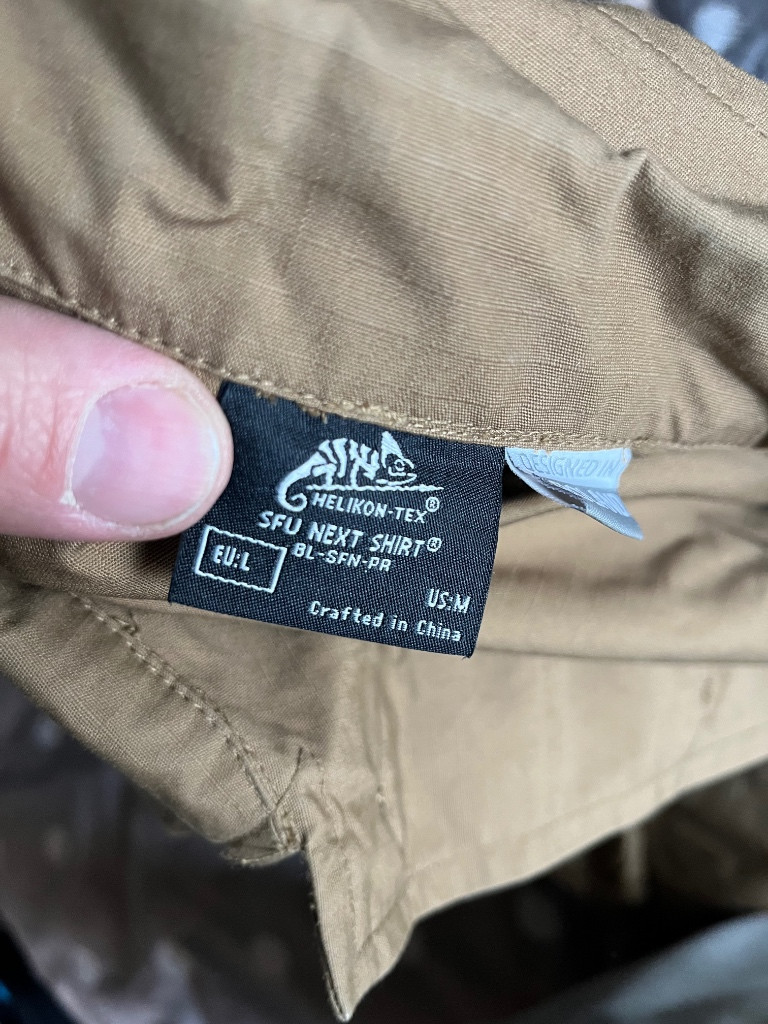 HELIKON-TEX®
SFU NEXT SHIRT®
BL-SFN-PR
EU:L
US:M
Crafted in China
DESIGNED IN